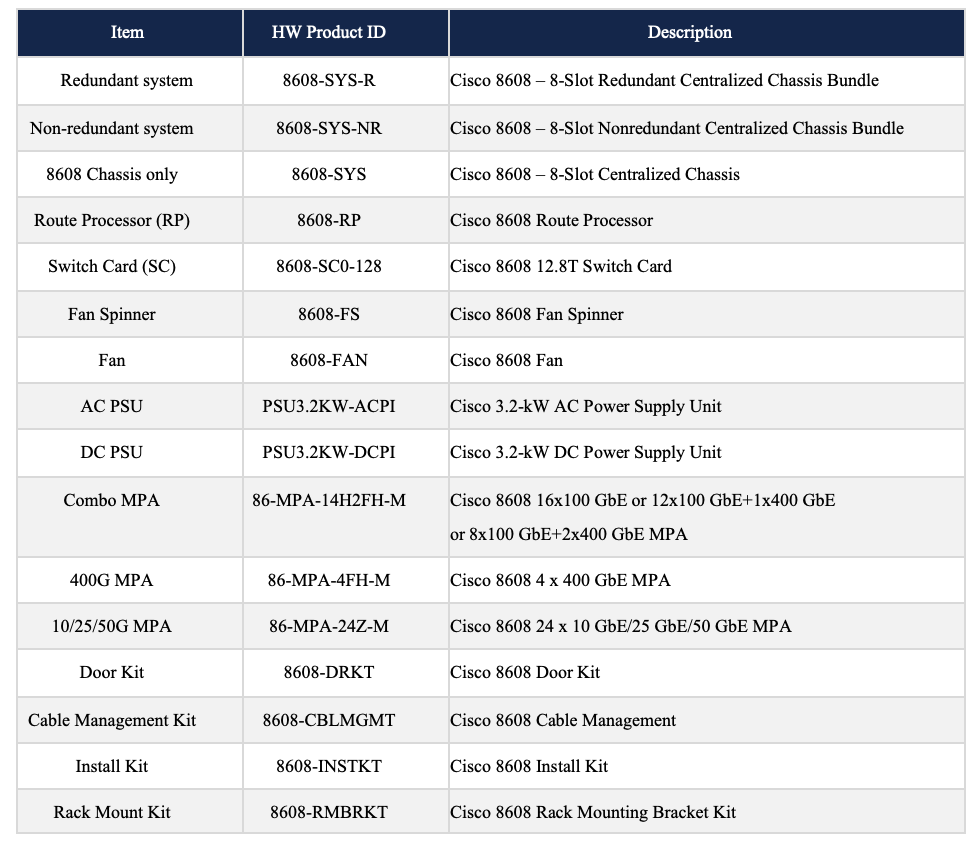 Item HW Product ID Description
Redundant system 8608-SYS-R Cisco 8608 – 8-Slot Redundant Centralized Chassis Bundle
Non-redundant system 8608-SYS-NR Cisco 8608 – 8-Slot Nonredundant Centralized Chassis Bundle
8608 Chassis only 8608-SYS Cisco 8608 – 8-Slot Centralized Chassis
Route Processor (RP) 8608-RP Cisco 8608 Route Processor
Switch Card (SC) 8608-SC0-128 Cisco 8608 12.8T Switch Card
Fan Spinner 8608-FS Cisco 8608 Fan Spinner
Fan 8608-FAN Cisco 8608 Fan
AC PSU PSU3.2KW-ACPI Cisco 3.2-kW AC Power Supply Unit
DC PSU PSU3.2KW-DCPI Cisco 3.2-kW DC Power Supply Unit
Combo MPA 86-MPA-14H2FH-M Cisco 8608 16x100 GbE or 12x100 GbE+1x400 GbE
or 8x100 GbE+2x400 GbE MPA
400G MPA 86-MPA-4FH-M Cisco 8608 4 x 400 GbE MPA
10/25/50G MPA 86-MPA-24Z-M Cisco 8608 24 x 10 GbE/25 GbE/50 GbE MPA
Door Kit 8608-DRKT Cisco 8608 Door Kit
Cable Management Kit 8608-CBLMGMT Cisco 8608 Cable Management
Install Kit 8608-INSTKT Cisco 8608 Install Kit
Rack Mount Kit 8608-RMBRKT Cisco 8608 Rack Mounting Bracket Kit